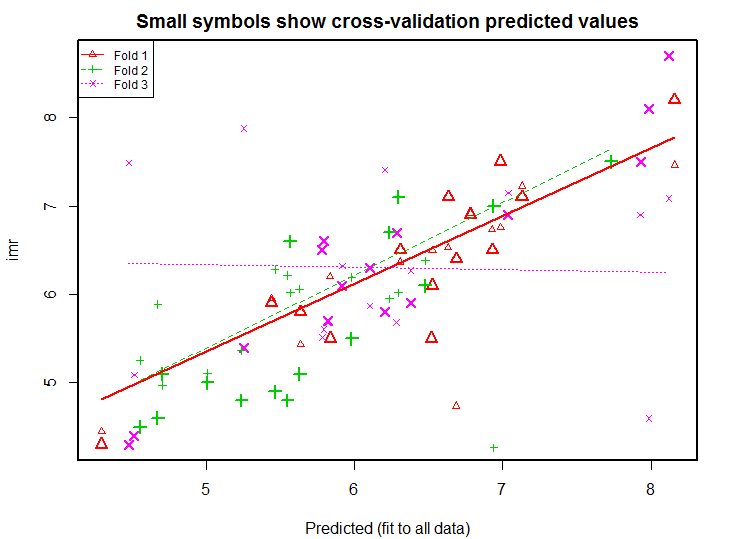 Small symbols show cross-validation predicted values
Fold 1
Fold 2
Fold 3
8
7
6
5
imr
5 6 7 8
Predicted (fit to all data)